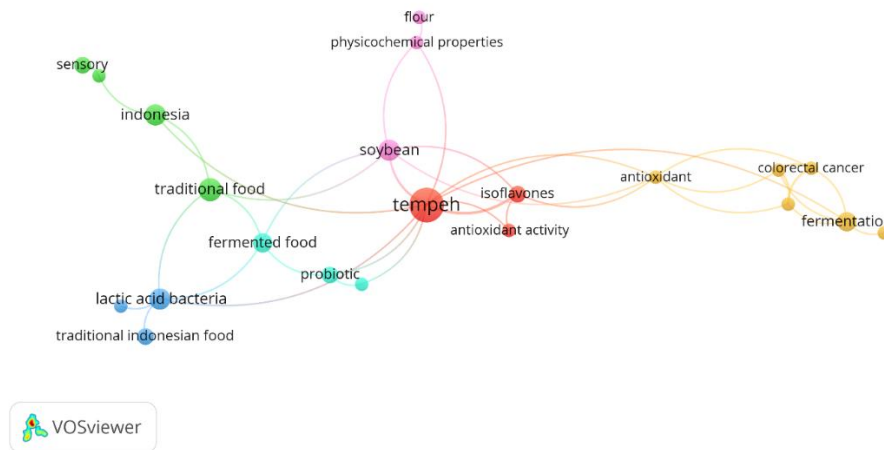 flour
physicochemical properties
sensory
indonesia
soybean
colorectal cancer
antioxidant
isoflavones
traditional food
tempeh
fermentatio
antioxidant activity
fermented food
probiotic
lactic acid bacteria
traditional indonesian food
VOSviewer